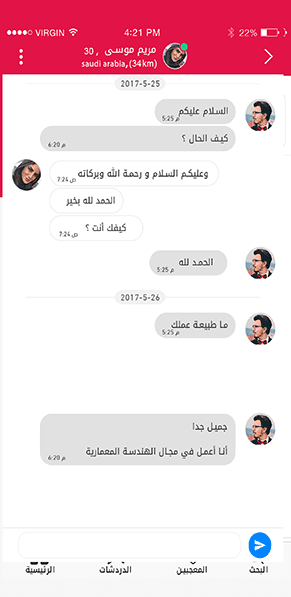 VIRGIN 4:21 PM 22%
مريم موسى , 30
saudi arabia,(34km)
2017-5-25
السلام عليكم
5:25 م
كيف الحال ؟
6:20 م
وعليكم السلام و رحمة الله وبركاته
7:24 ص
الحمد لله بخير
كيفك أنت ؟
7:24 ص
الحمد لله
5:25 م
2017-5-26
ما طبيعة عملك
5:25 م
جميل جدا
أنا أعمل في مجال الهندسة المعمارية
6:20 م
البحث المعجبين الدردشات الرئيسية